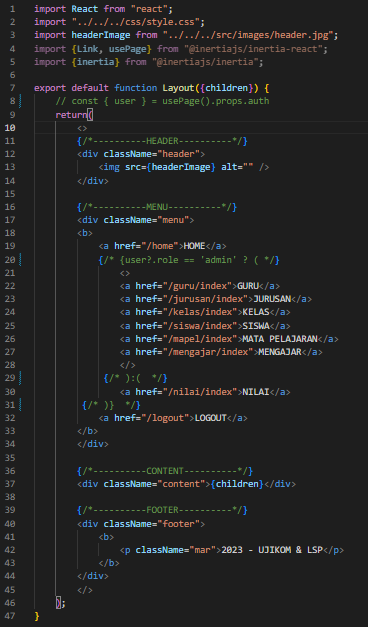 1 import React from "react";
2 import "../../../css/style.css";
3 import headerImage from "../../../src/images/header.jpg";
4 import {Link, usePage} from "@inertiajs/inertia-react";
5 import {inertia} from "@inertiajs/inertia";
6
7 export default function Layout({children}) {
8 // const { user } = usePage().props.auth
9 return(
10 <>
11 {/*----------HEADER----------*/}
12 <div className="header">
13 <img src={headerImage} alt="" />
14 </div>
15
16 {/*----------MENU----------*/}
17 <div className="menu">
18 <b>
19 <a href="/home">HOME</a>
20 {/* {user?.role == 'admin' ? ( */}
21 <>
22 <a href="/guru/index">GURU</a>
23 <a href="/jurusan/index">JURUSAN</a>
24 <a href="/kelas/index">KELAS</a>
25 <a href="/siswa/index">SISWA</a>
26 <a href="/mapel/index">MATA PELAJARAN</a>
27 <a href="/mengajar/index">MENGAJAR</a>
28 </>
29 {/* ):(  */}
30 <a href="/nilai/index">NILAI</a>
31 {/* )}  */}
32 <a href="/logout">LOGOUT</a>
33 </b>
34 </div>
35
36 {/*----------CONTENT----------*/}
37 <div className="content">{children}</div>
38
39 {/*----------FOOTER----------*/}
40 <div className="footer">
41 <b>
42 <p className="mar">2023 - UJIKOM & LSP</p>
43 </b>
44 </div>
45 </>
46 );
47 }